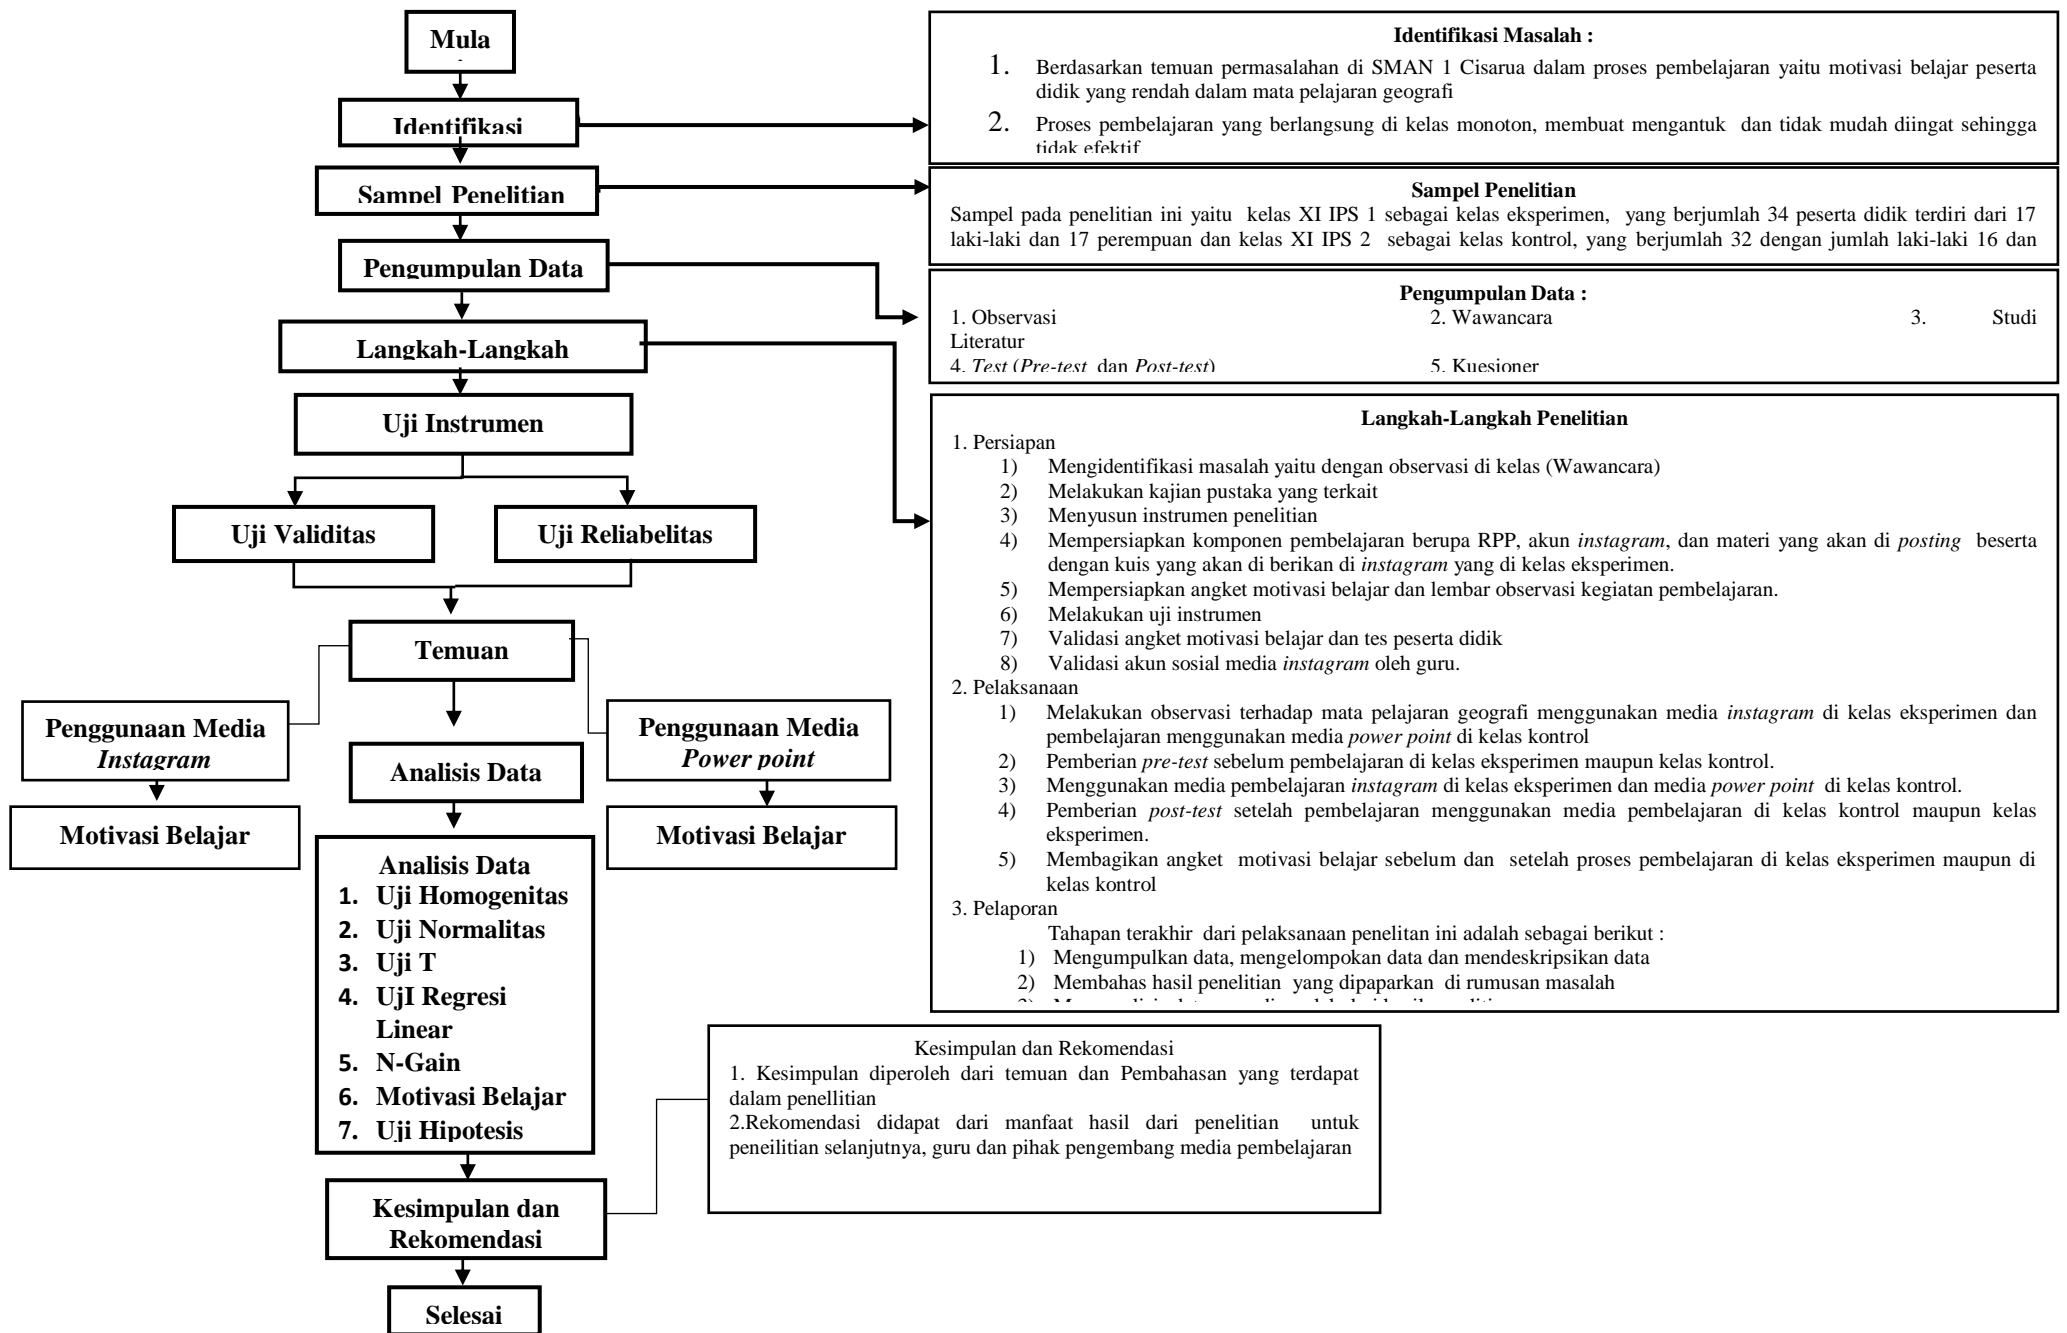 Mula
Identifikasi
Sampel Penelitian
Pengumpulan Data
Langkah-Langkah
Uji Instrumen
Uji Validitas
Uji Reliabelitas
Temuan
Penggunaan Media
Instagram
Motivasi Belajar
Analisis Data
Penggunaan Media
Power point
Motivasi Belajar
Analisis Data
1. Uji Homogenitas
2. Uji Normalitas
3. Uji T
4. UjI Regresi
Linear
5. N-Gain
6. Motivasi Belajar
7. Uji Hipotesis
Kesimpulan dan
Rekomendasi
Selesai
Identifikasi Masalah :
1. Berdasarkan temuan permasalahan di SMAN 1 Cisarua dalam proses pembelajaran yaitu motivasi belajar peserta
didik yang rendah dalam mata pelajaran geografi
2. Proses pembelajaran yang berlangsung di kelas monoton, membuat mengantuk dan tidak mudah diingat sehingga
tidak efektif
Sampel Penelitian
Sampel pada penelitian ini yaitu kelas XI IPS 1 sebagai kelas eksperimen, yang berjumlah 34 peserta didik terdiri dari 17
laki-laki dan 17 perempuan dan kelas XI IPS 2 sebagai kelas kontrol, yang berjumlah 32 dengan jumlah laki-laki 16 dan
Pengumpulan Data :
1. Observasi 2. Wawancara 3. Studi
Literatur
4. Test (Pre-test dan Post-test) 5. Kuesioner
Langkah-Langkah Penelitian
1. Persiapan
1) Mengidentifikasi masalah yaitu dengan observasi di kelas (Wawancara)
2) Melakukan kajian pustaka yang terkait
3) Menyusun instrumen penelitian
4) Mempersiapkan komponen pembelajaran berupa RPP, akun instagram, dan materi yang akan di posting beserta
dengan kuis yang akan di berikan di instagram yang di kelas eksperimen.
5) Mempersiapkan angket motivasi belajar dan lembar observasi kegiatan pembelajaran.
6) Melakukan uji instrumen
7) Validasi angket motivasi belajar dan tes peserta didik
8) Validasi akun sosial media instagram oleh guru.
2. Pelaksanaan
1) Melakukan observasi terhadap mata pelajaran geografi menggunakan media instagram di kelas eksperimen dan
pembelajaran menggunakan media power point di kelas kontrol
2) Pemberian pre-test sebelum pembelajaran di kelas eksperimen maupun kelas kontrol.
3) Menggunakan media pembelajaran instagram di kelas eksperimen dan media power point di kelas kontrol.
4) Pemberian post-test setelah pembelajaran menggunakan media pembelajaran di kelas kontrol maupun kelas
eksperimen.
5) Membagikan angket motivasi belajar sebelum dan setelah proses pembelajaran di kelas eksperimen maupun di
kelas kontrol
3. Pelaporan
Tahapan terakhir dari pelaksanaan penelitan ini adalah sebagai berikut :
1) Mengumpulkan data, mengelompokan data dan mendeskripsikan data
2) Membahas hasil penelitian yang dipaparkan di rumusan masalah
Kesimpulan dan Rekomendasi
1. Kesimpulan diperoleh dari temuan dan Pembahasan yang terdapat
dalam penellitian
2.Rekomendasi didapat dari manfaat hasil dari penelitian untuk
peneilitian selanjutnya, guru dan pihak pengembang media pembelajaran